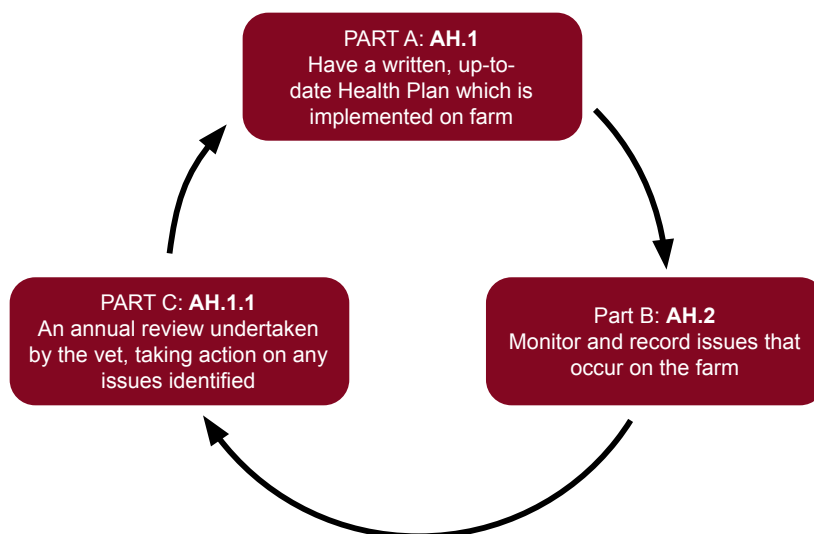 PART A: AH.1
Have a written, up-to-
date Health Plan which is
implemented on farm
PART C: AH.1.1
An annual review undertaken
by the vet, taking action on any
issues identified
Part B: AH.2
Monitor and record issues that
occur on the farm